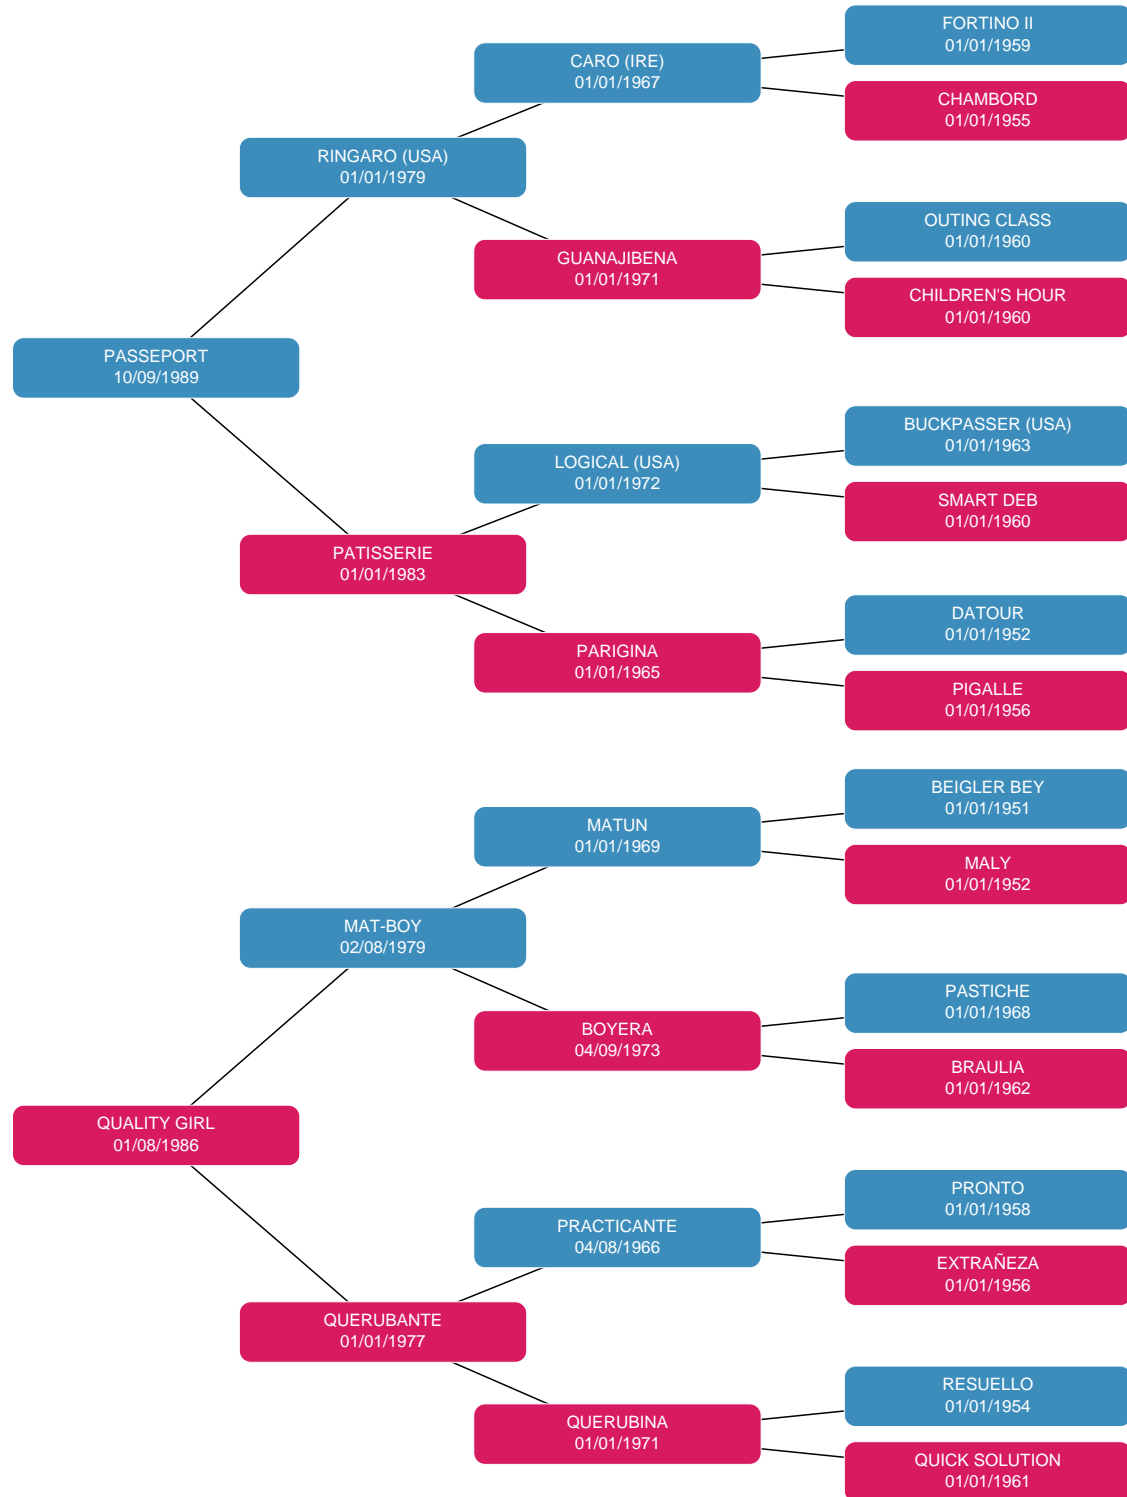 FORTINO II
01/01/1959
CARO (IRE)
01/01/1967
CHAMBORD
01/01/1955
RINGARO (USA)
01/01/1979
OUTING CLASS
01/01/1960
GUANAJIBENA
01/01/1971
CHILDREN'S HOUR
01/01/1960
PASSEPORT
10/09/1989
BUCKPASSER (USA)
01/01/1963
LOGICAL (USA)
01/01/1972
SMART DEB
01/01/1960
PATISSERIE
01/01/1983
DATOUR
01/01/1952
PARIGINA
01/01/1965
PIGALLE
01/01/1956
BEIGLER BEY
01/01/1951
MATUN
01/01/1969
MALY
01/01/1952
MAT-BOY
02/08/1979
PASTICHE
01/01/1968
BOYERA
04/09/1973
BRAULIA
01/01/1962
QUALITY GIRL
01/08/1986
PRONTO
01/01/1958
PRACTICANTE
04/08/1966
EXTRAÑEZA
01/01/1956
QUERUBANTE
01/01/1977
RESUELLO
01/01/1954
QUERUBINA
01/01/1971
QUICK SOLUTION
01/01/1961